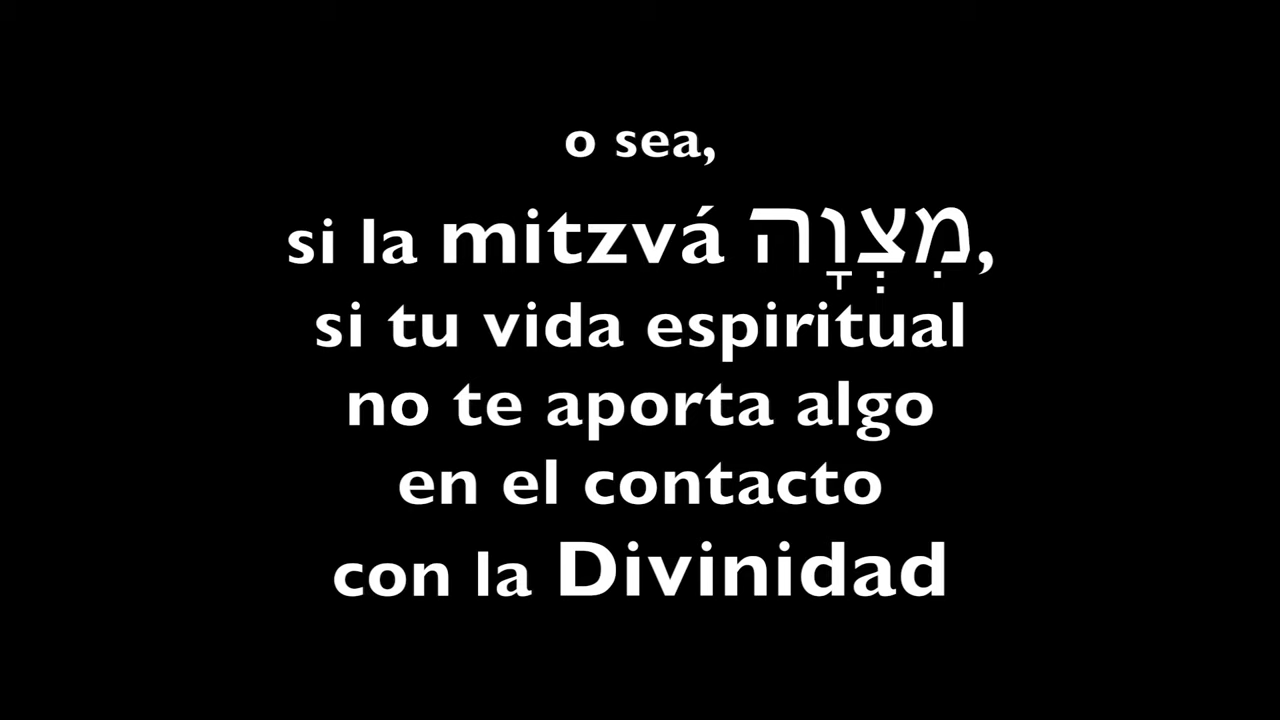 o sea,
si la mitzvá מִצְוָה,
si tu vida espiritual
no te aporta algo
en el contacto
con la Divinidad